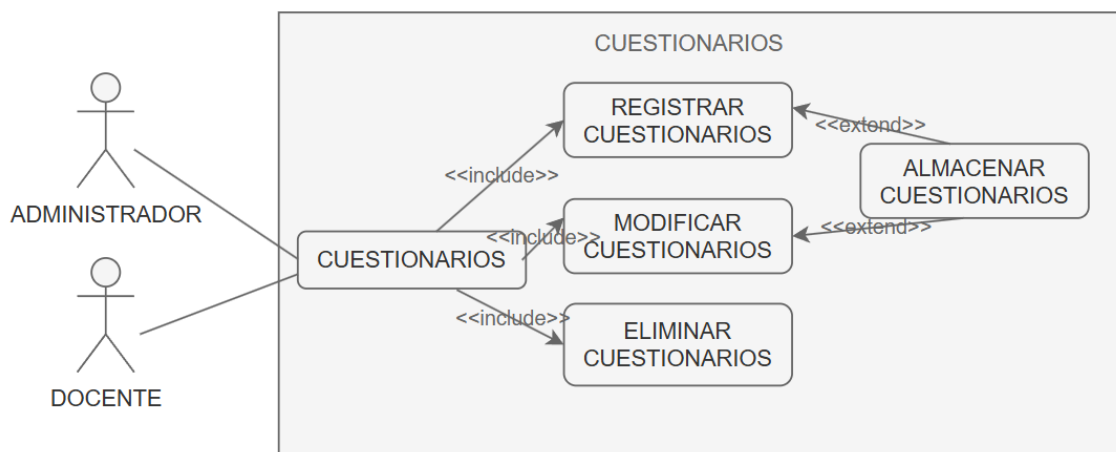 CUESTIONARIOS
REGISTRAR
CUESTIONARIOS
<<extend>>
ALMACENAR
CUESTIONARIOS
<<include>>
ADMINISTRADOR
MODIFICAR
CUESTIONARIOS
<<extend>>
<<include>>
CUESTIONARIOS
<<include>>
ELIMINAR
CUESTIONARIOS
DOCENTE